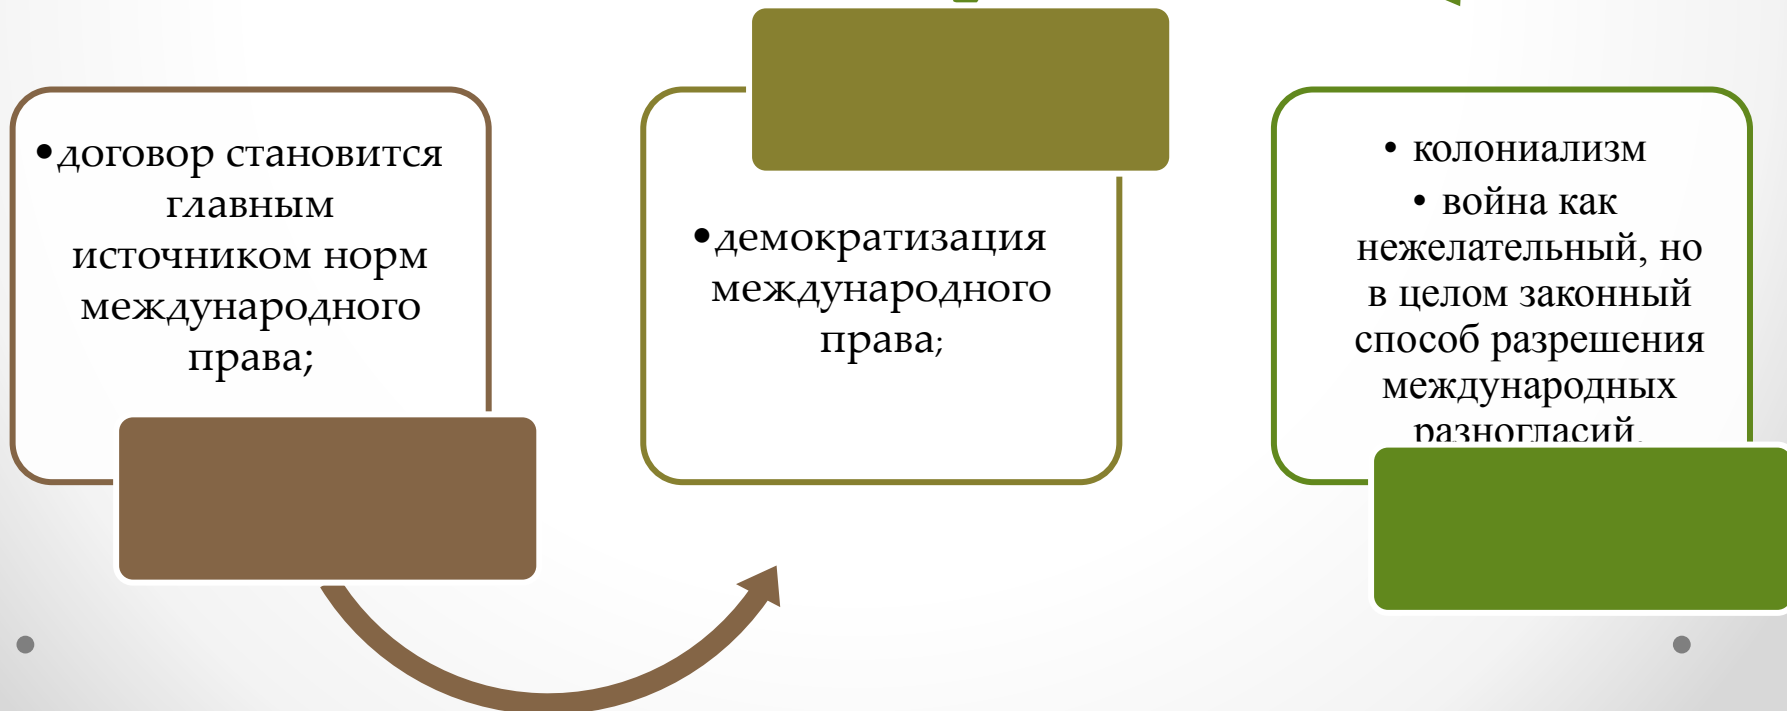 •договор становится
главным
источником норм
международного
права;
•демократизация
международного
права;
• колониализм
• война как
нежелательный, но
в целом законный
способ разрешения
международных
разногласий.